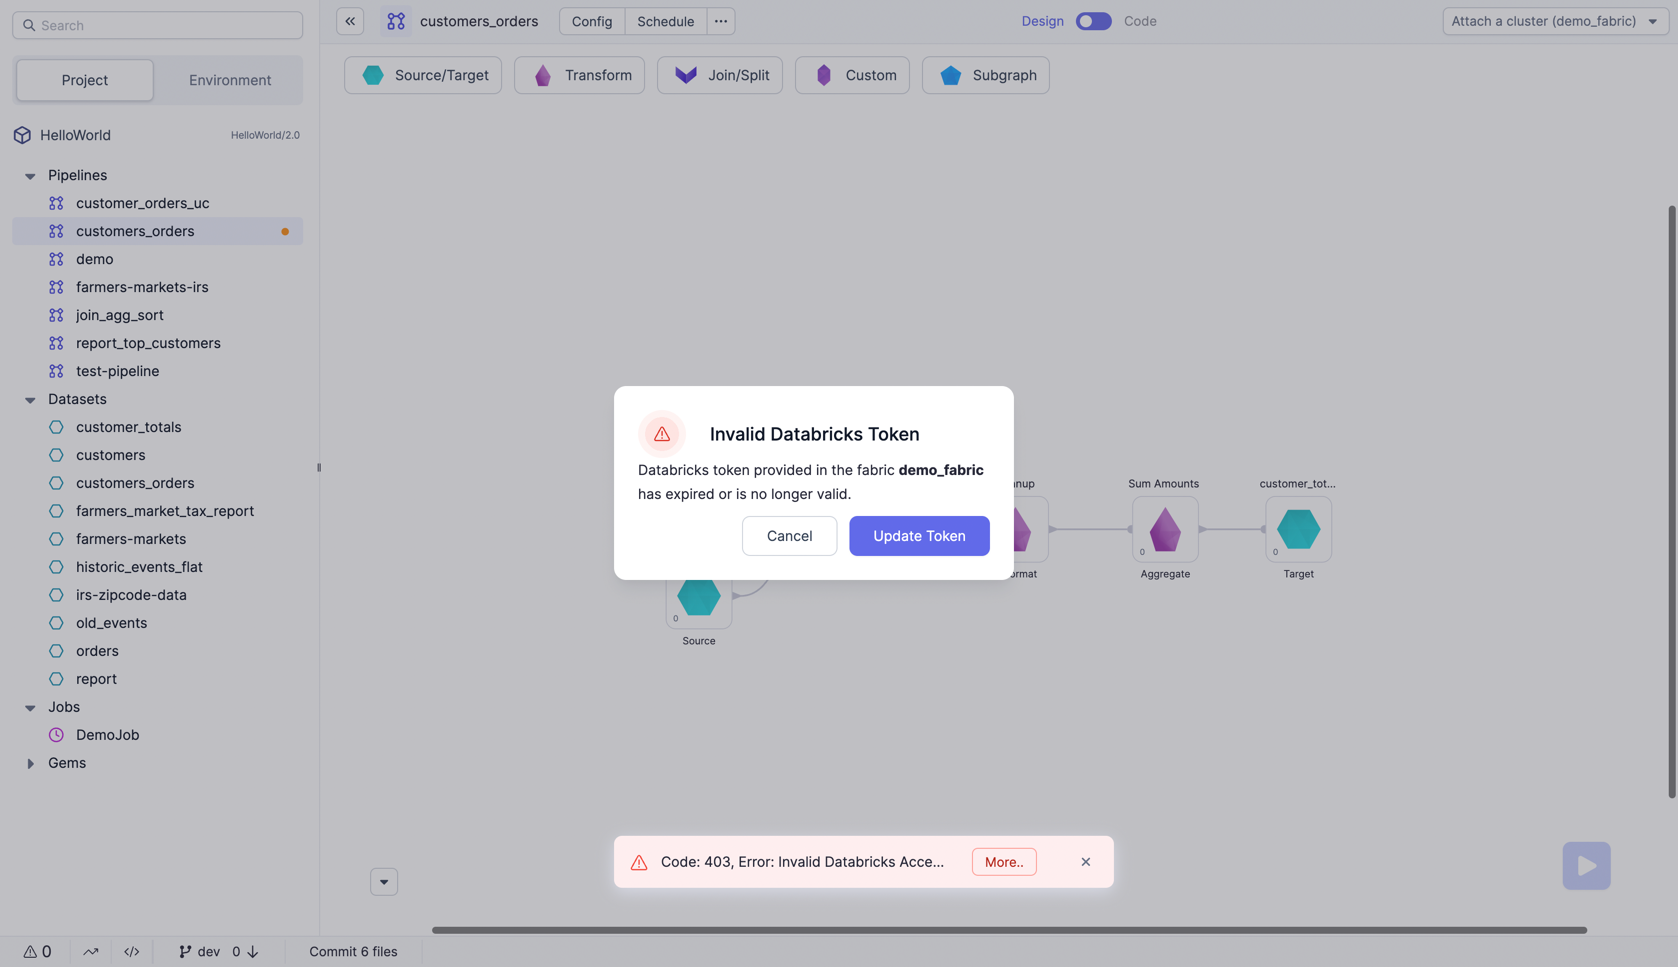 Search
customers_orders
Config
Schedule
Design
Code
Attach a cluster (demo_fabric)
Project
Environment
Source/Target
Transform
Join/Split
Custom
Subgraph
HelloWorld
HelloWorld/2.0
Pipelines
customer_orders_uc
customers_orders
demo
farmers-markets-irs
join_agg_sort
report_top_customers
test-pipeline
Datasets
customer_totals
customers
customers_orders
farmers_market_tax_report
farmers-markets
historic_events_flat
irs-zipcode-data
old_events
orders
report
Jobs
DemoJob
Gems
Invalid Databricks Token
Databricks token provided in the fabric demo_fabric
has expired or is no longer valid.
Cancel
Update Token
nup
Sum Amounts
customer_tot...
0
0
ormat
Aggregate
Target
0
Source
Code: 403, Error: Invalid Databricks Acce...
More..
0
dev
0
Commit 6 files